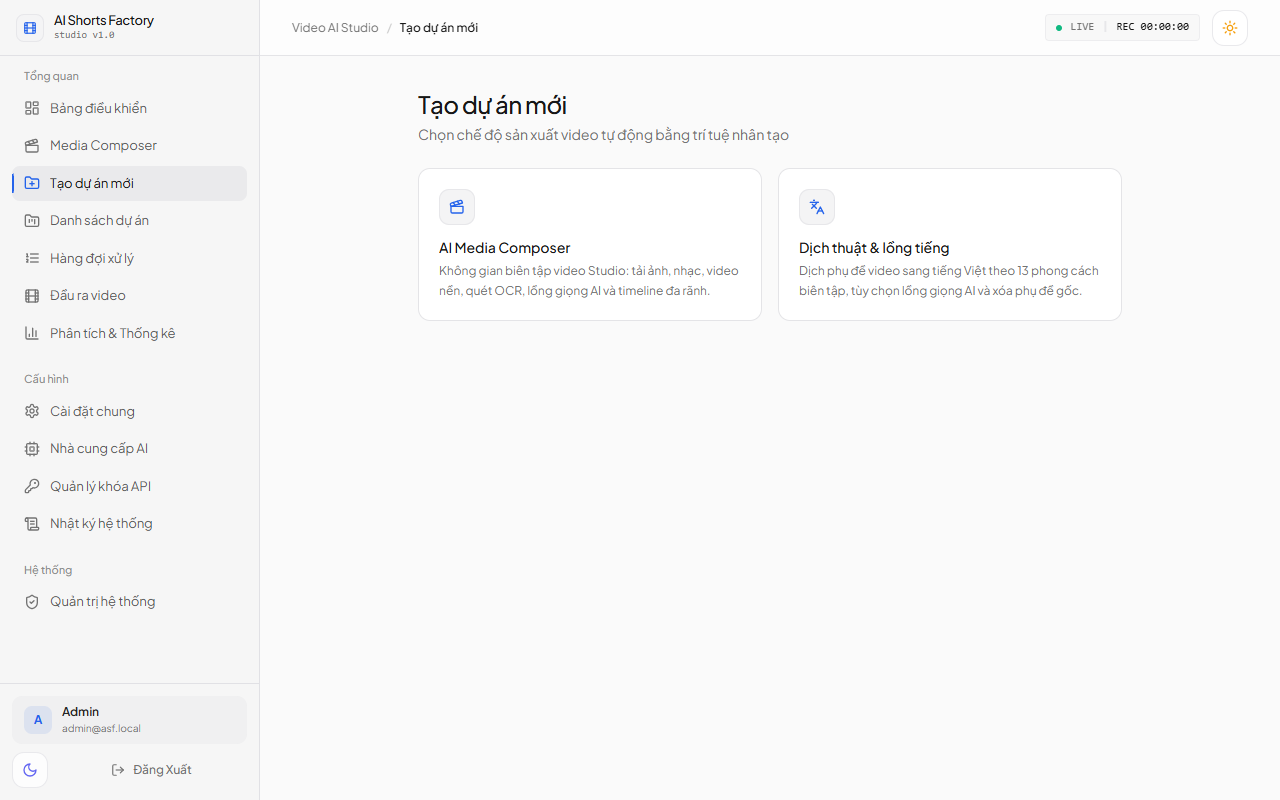 AI Shorts Factory
studio v1.0
Tổng quan
Bảng điều khiển
Media Composer
Tạo dự án mới
Danh sách dự án
Hàng đợi xử lý
Đầu ra video
Phân tích & Thống kê
Cấu hình
Cài đặt chung
Nhà cung cấp AI
Quản lý khóa API
Nhật ký hệ thống
Hệ thống
Quản trị hệ thống
A
Admin
admin@asf.local
Đăng Xuất
Video AI Studio / Tạo dự án mới
LIVE REC 00:00:00
Tạo dự án mới
Chọn chế độ sản xuất video tự động bằng trí tuệ nhân tạo
AI Media Composer
Không gian biên tập video Studio: tải ảnh, nhạc, video
nền, quét OCR, lồng giọng AI và timeline đa rãnh.
Dịch thuật & lồng tiếng
Dịch phụ đề video sang tiếng Việt theo 13 phong cách
biên tập, tùy chọn lồng giọng AI và xóa phụ đề gốc.